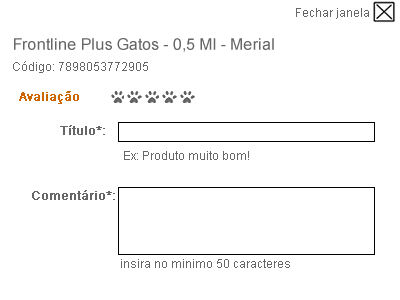 Fechar janela
Frontline Plus Gatos - 0,5 Ml - Merial
Código: 7898053772905
Avaliação
Título*:
Ex: Produto muito bom!
Comentário*:
insira no minimo 50 caracteres